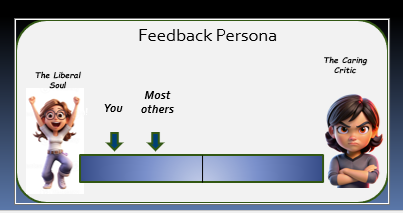 Feedback Persona
The Liberal
Soul
You
Most
others
The Caring
Critic